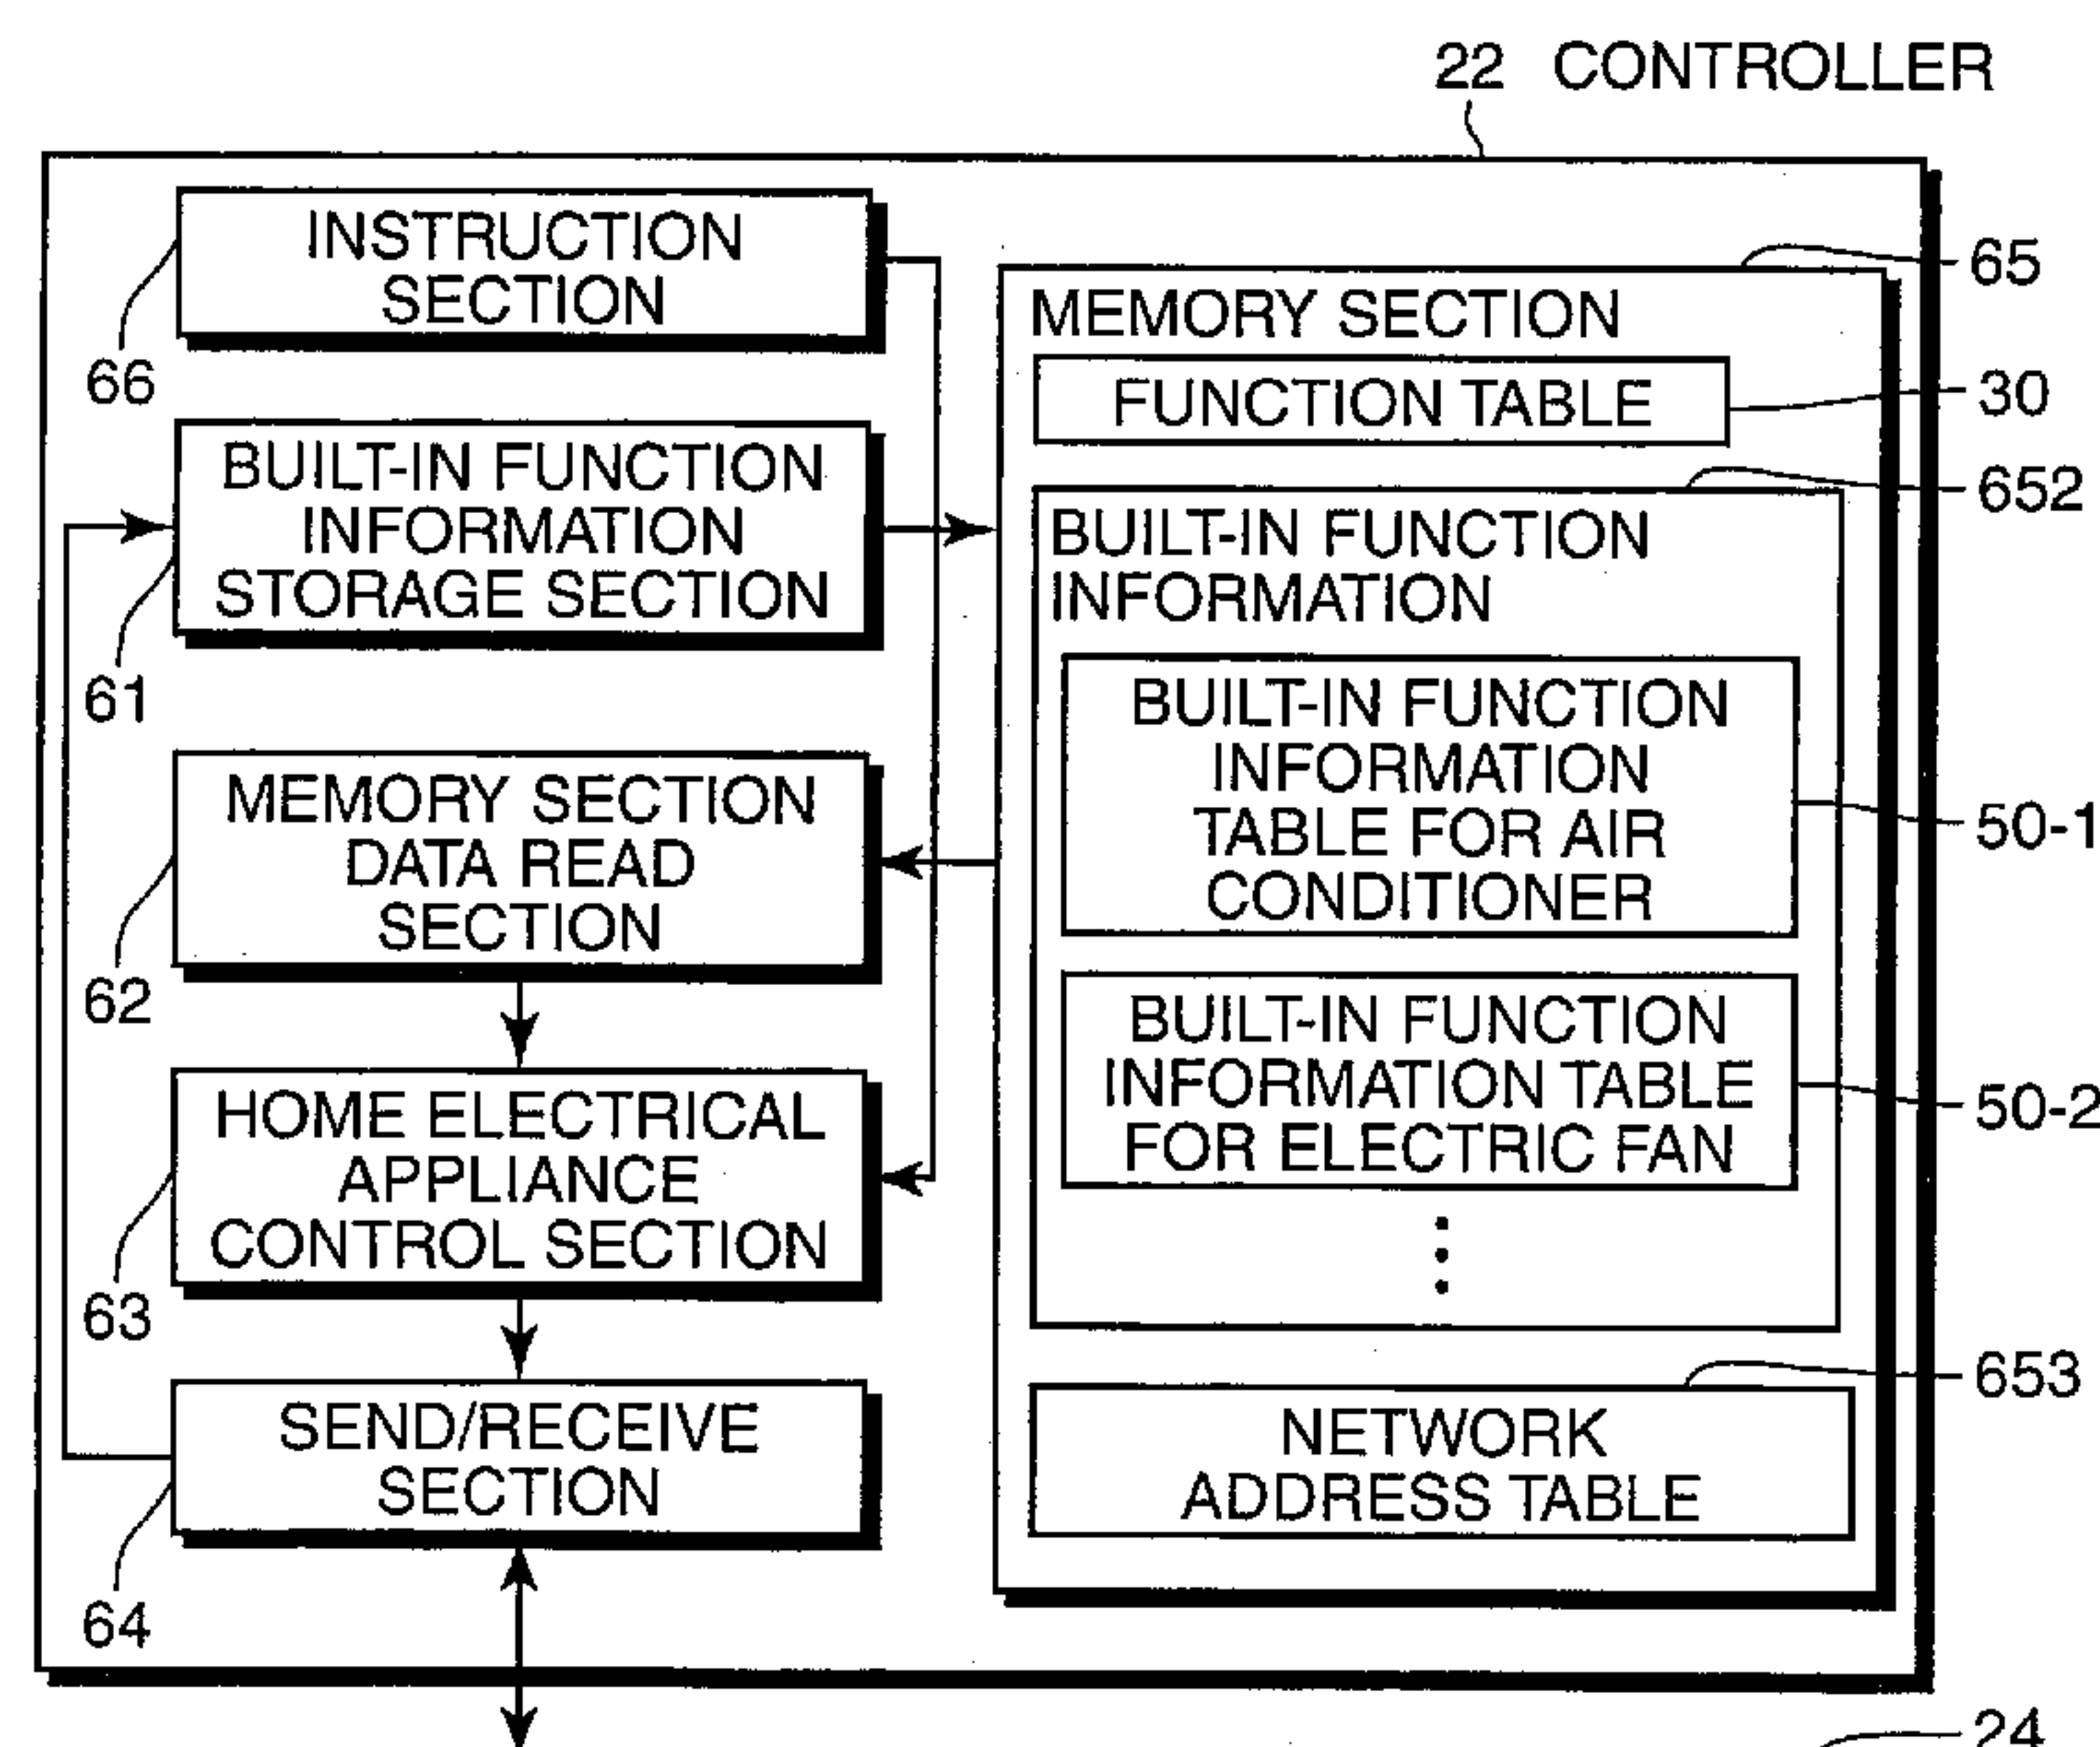 22 CONTROLLER
INSTRUCTION
SECTION
66
BUILT-IN FUNCTION
INFORMATION
STORAGE SECTION
61
MEMORY SECTION
DATA READ
SECTION
62
HOME ELECTRICAL
APPLIANCE
CONTROL SECTION
63
SEND/RECEIVE
SECTION
64
65
MEMORY SECTION
FUNCTION TABLE
30
652
BUILT-IN FUNCTION
INFORMATION
BUILT-IN FUNCTION
INFORMATION
TABLE FOR AIR
CONDITIONER
50-1
BUILT-IN FUNCTION
INFORMATION TABLE
FOR ELECTRIC FAN
50-2
653
NETWORK
ADDRESS TABLE
24